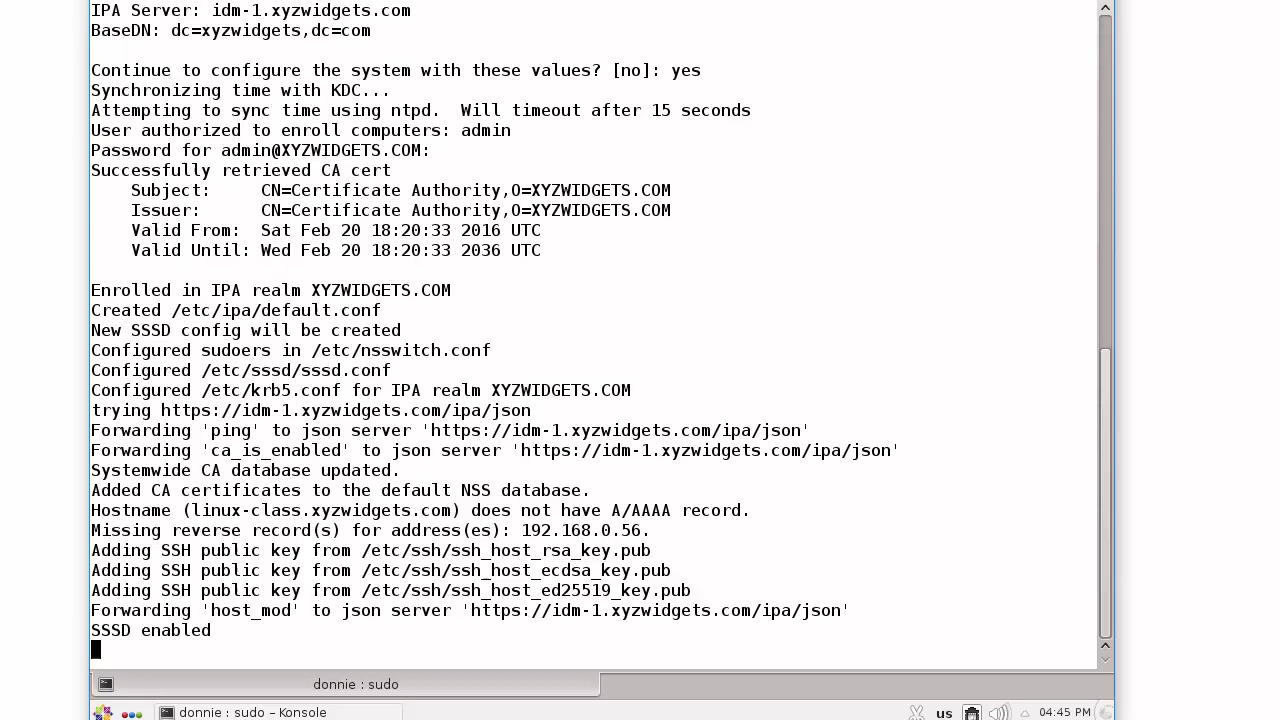 IPA Server: idm-1.xyzwidgets.com
BaseDN: dc=xyzwidgets,dc=com
Continue to configure the system with these values? [no]: yes
Synchronizing time with KDC...
Attempting to sync time using ntpd.  Will timeout after 15 seconds
User authorized to enroll computers: admin
Password for admin@XYZWIDGETS.COM:
Successfully retrieved CA cert
    Subject:     CN=Certificate Authority,O=XYZWIDGETS.COM
    Issuer:      CN=Certificate Authority,O=XYZWIDGETS.COM
    Valid From:  Sat Feb 20 18:20:33 2016 UTC
    Valid Until: Wed Feb 20 18:20:33 2036 UTC
Enrolled in IPA realm XYZWIDGETS.COM
Created /etc/ipa/default.conf
New SSSD config will be created
Configured sudoers in /etc/nsswitch.conf
Configured /etc/sssd/sssd.conf
Configured /etc/krb5.conf for IPA realm XYZWIDGETS.COM
trying https://idm-1.xyzwidgets.com/ipa/json
Forwarding 'ping' to json server 'https://idm-1.xyzwidgets.com/ipa/json'
Forwarding 'ca_is_enabled' to json server 'https://idm-1.xyzwidgets.com/ipa/json'
Systemwide CA database updated.
Added CA certificates to the default NSS database.
Hostname (linux-class.xyzwidgets.com) does not have A/AAAA record.
Missing reverse record(s) for address(es): 192.168.0.56.
Adding SSH public key from /etc/ssh/ssh_host_rsa_key.pub
Adding SSH public key from /etc/ssh/ssh_host_ecdsa_key.pub
Adding SSH public key from /etc/ssh/ssh_host_ed25519_key.pub
Forwarding 'host_mod' to json server 'https://idm-1.xyzwidgets.com/ipa/json'
SSSD enabled
donnie : sudo
donnie : sudo – Konsole
us
04:45 PM